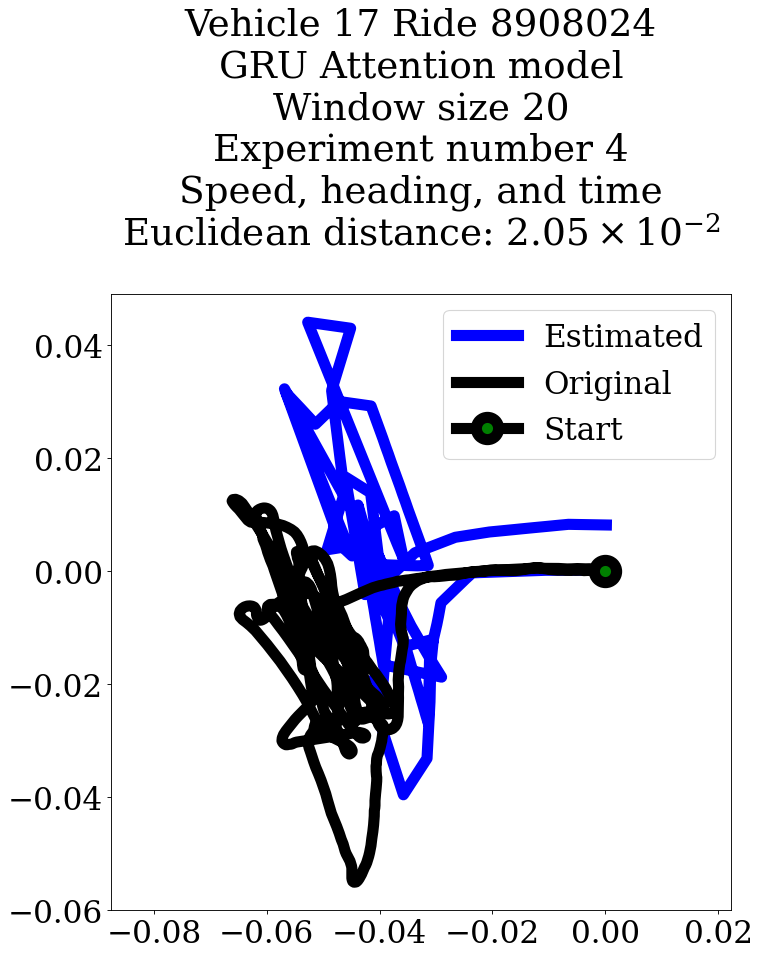 Vehicle 17 Ride 8908024
GRU Attention model
Window size 20
Experiment number 4
Speed, heading, and time
Euclidean distance: 2.05 × 10⁻²
Estimated
Original
Start
0.04
0.02
0.00
−0.02
−0.04
−0.06
−0.08 −0.06 −0.04 −0.02 0.00 0.02